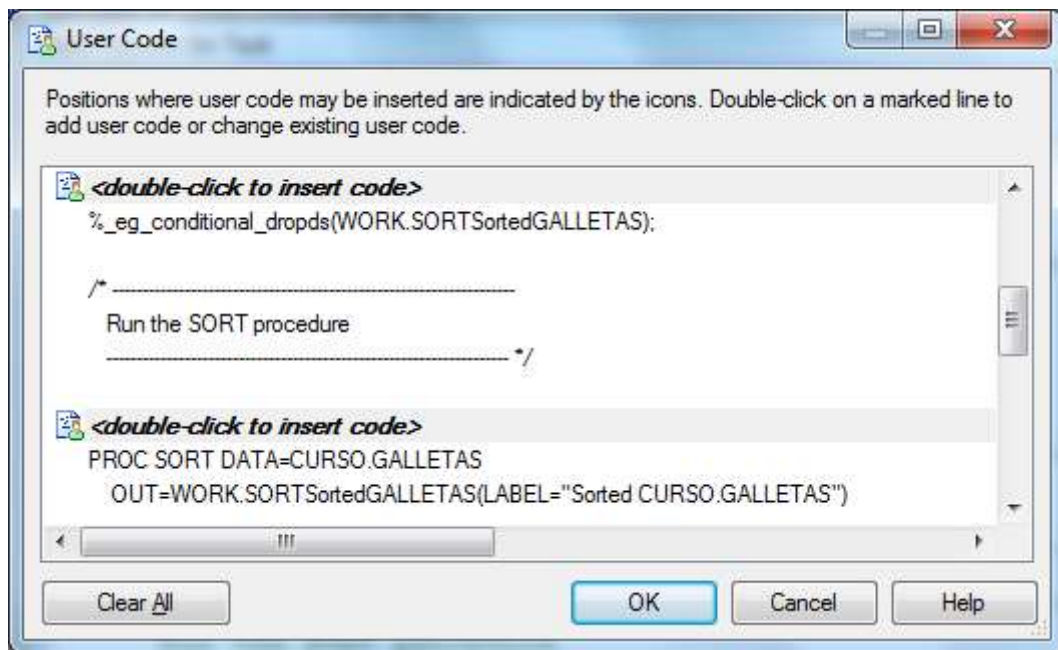 User Code
Positions where user code may be inserted are indicated by the icons. Double-click on a marked line to
add user code or change existing user code.
<double-click to insert code>
%_eg_conditional_dropds(WORK.SORTSortedGALLETAS);
/* -------------------------------------------------------------------
Run the SORT procedure
------------------------------------------------------------------- */
<double-click to insert code>
PROC SORT DATA=CURSO.GALLETAS
OUT=WORK.SORTSortedGALLETAS(LABEL="Sorted CURSO.GALLETAS")
Clear All
OK
Cancel
Help